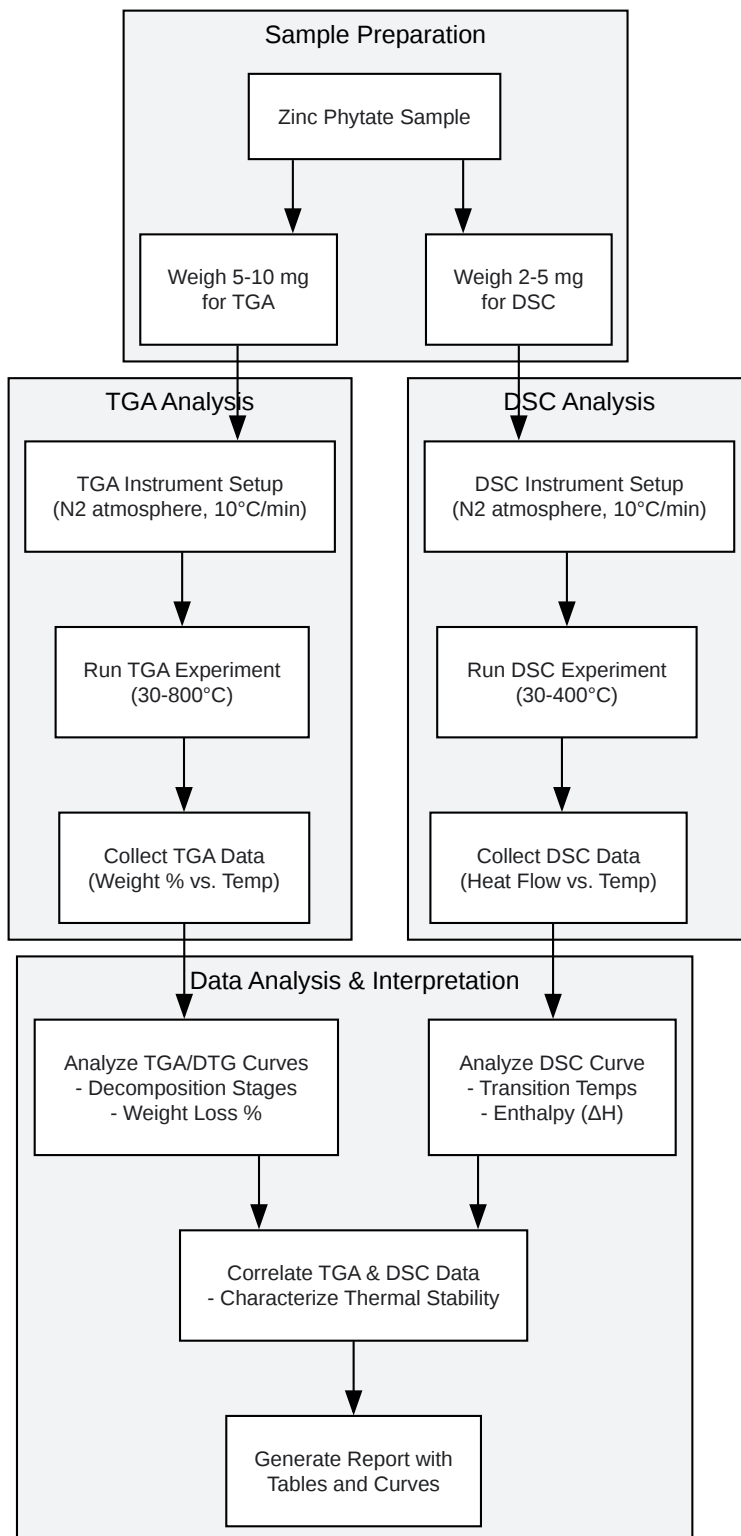 Sample Preparation
Zinc Phytate Sample
Weigh 5-10 mg
for TGA
Weigh 2-5 mg
for DSC
TGA Analysis
TGA Instrument Setup
(N2 atmosphere, 10°C/min)
Run TGA Experiment
(30-800°C)
Collect TGA Data
(Weight % vs. Temp)
DSC Analysis
DSC Instrument Setup
(N2 atmosphere, 10°C/min)
Run DSC Experiment
(30-400°C)
Collect DSC Data
(Heat Flow vs. Temp)
Data Analysis & Interpretation
Analyze TGA/DTG Curves
- Decomposition Stages
- Weight Loss %
Analyze DSC Curve
- Transition Temps
- Enthalpy (ΔH)
Correlate TGA & DSC Data
- Characterize Thermal Stability
Generate Report with
Tables and Curves